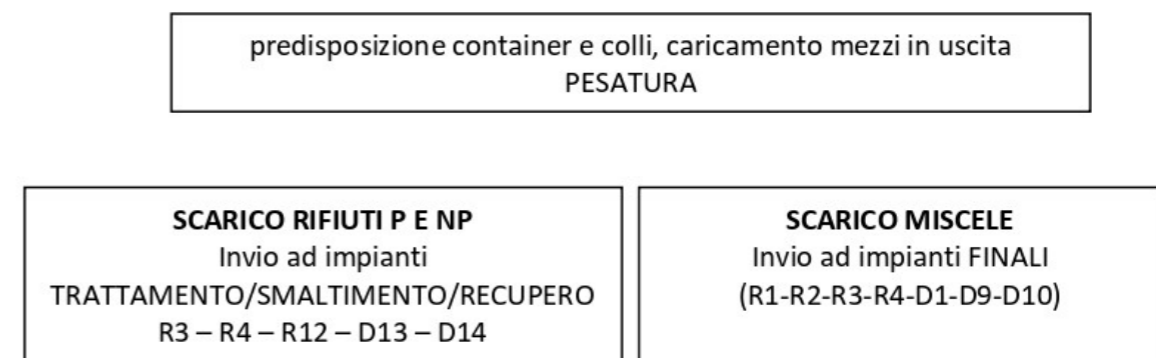 predisposizione container e colli, caricamento mezzi in uscita
PESATURA
SCARICO RIFIUTI P E NP
Invio ad impianti
TRATTAMENTO/SMALTIMENTO/RECUPERO
R3 – R4 – R12 – D13 – D14
SCARICO MISCELE
Invio ad impianti FINALI
(R1-R2-R3-R4-D1-D9-D10)